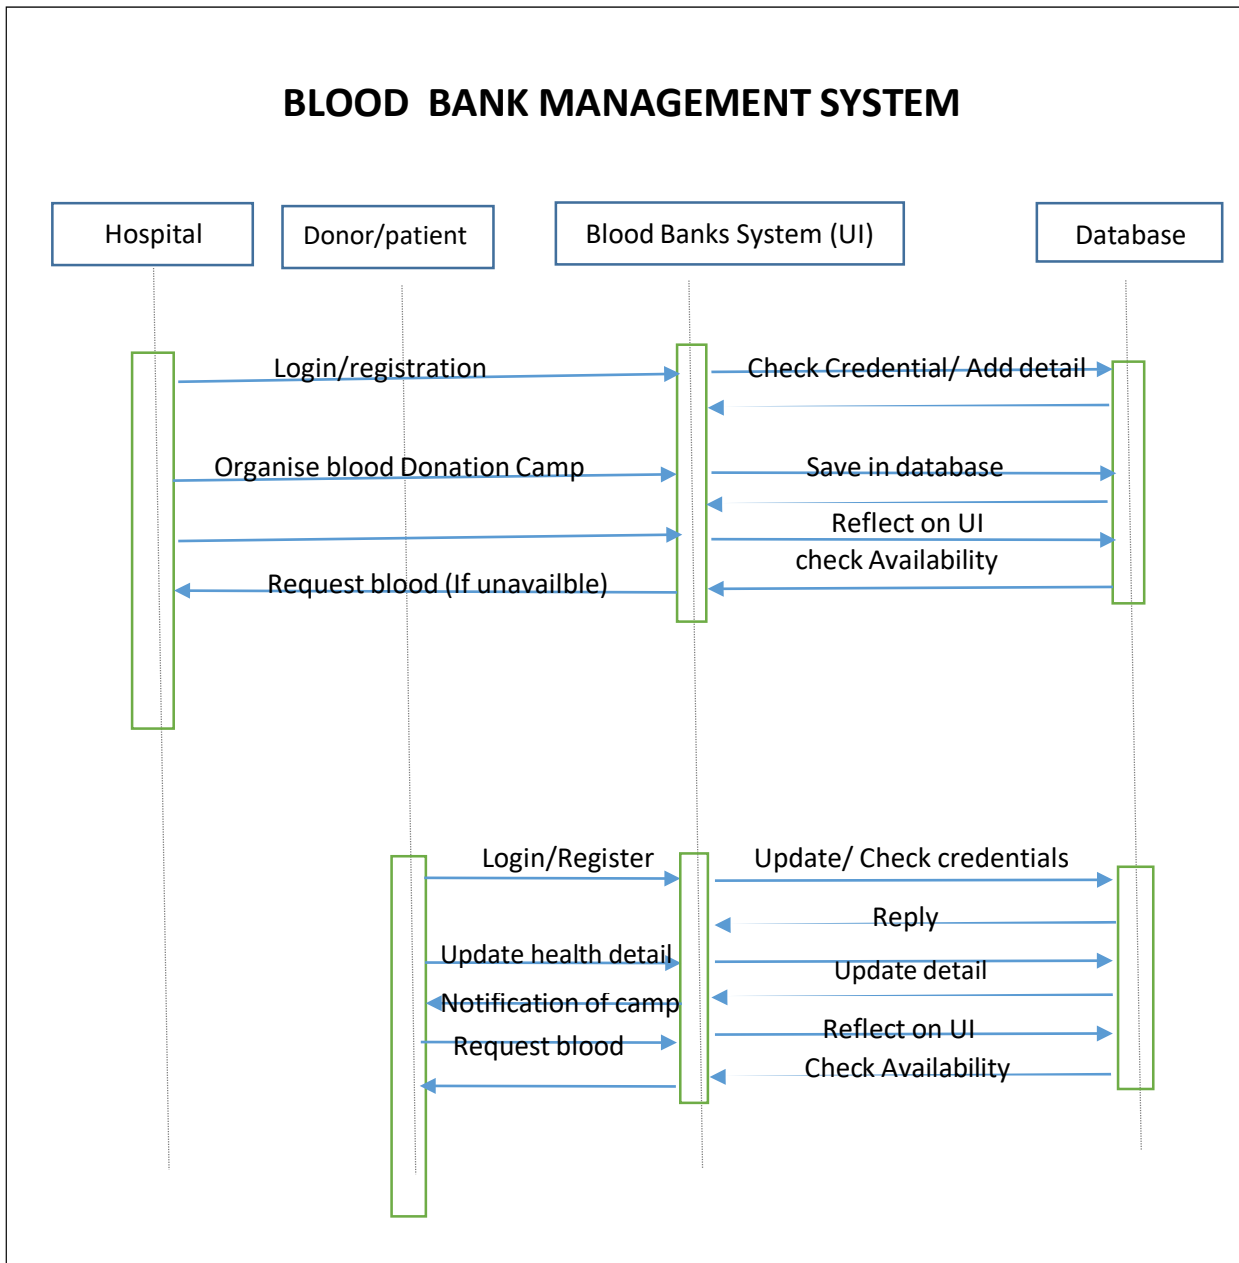 BLOOD  BANK MANAGEMENT SYSTEM
Hospital
Donor/patient
Blood Banks System (UI)
Database
Login/registration
Check Credential/ Add detail
Organise blood Donation Camp
Save in database
Reflect on UI
check Availability
Request blood (If unavailble)
Login/Register
Update/ Check credentials
Reply
Update health detail
Update detail
Notification of camp
Reflect on UI
Request blood
Check Availability